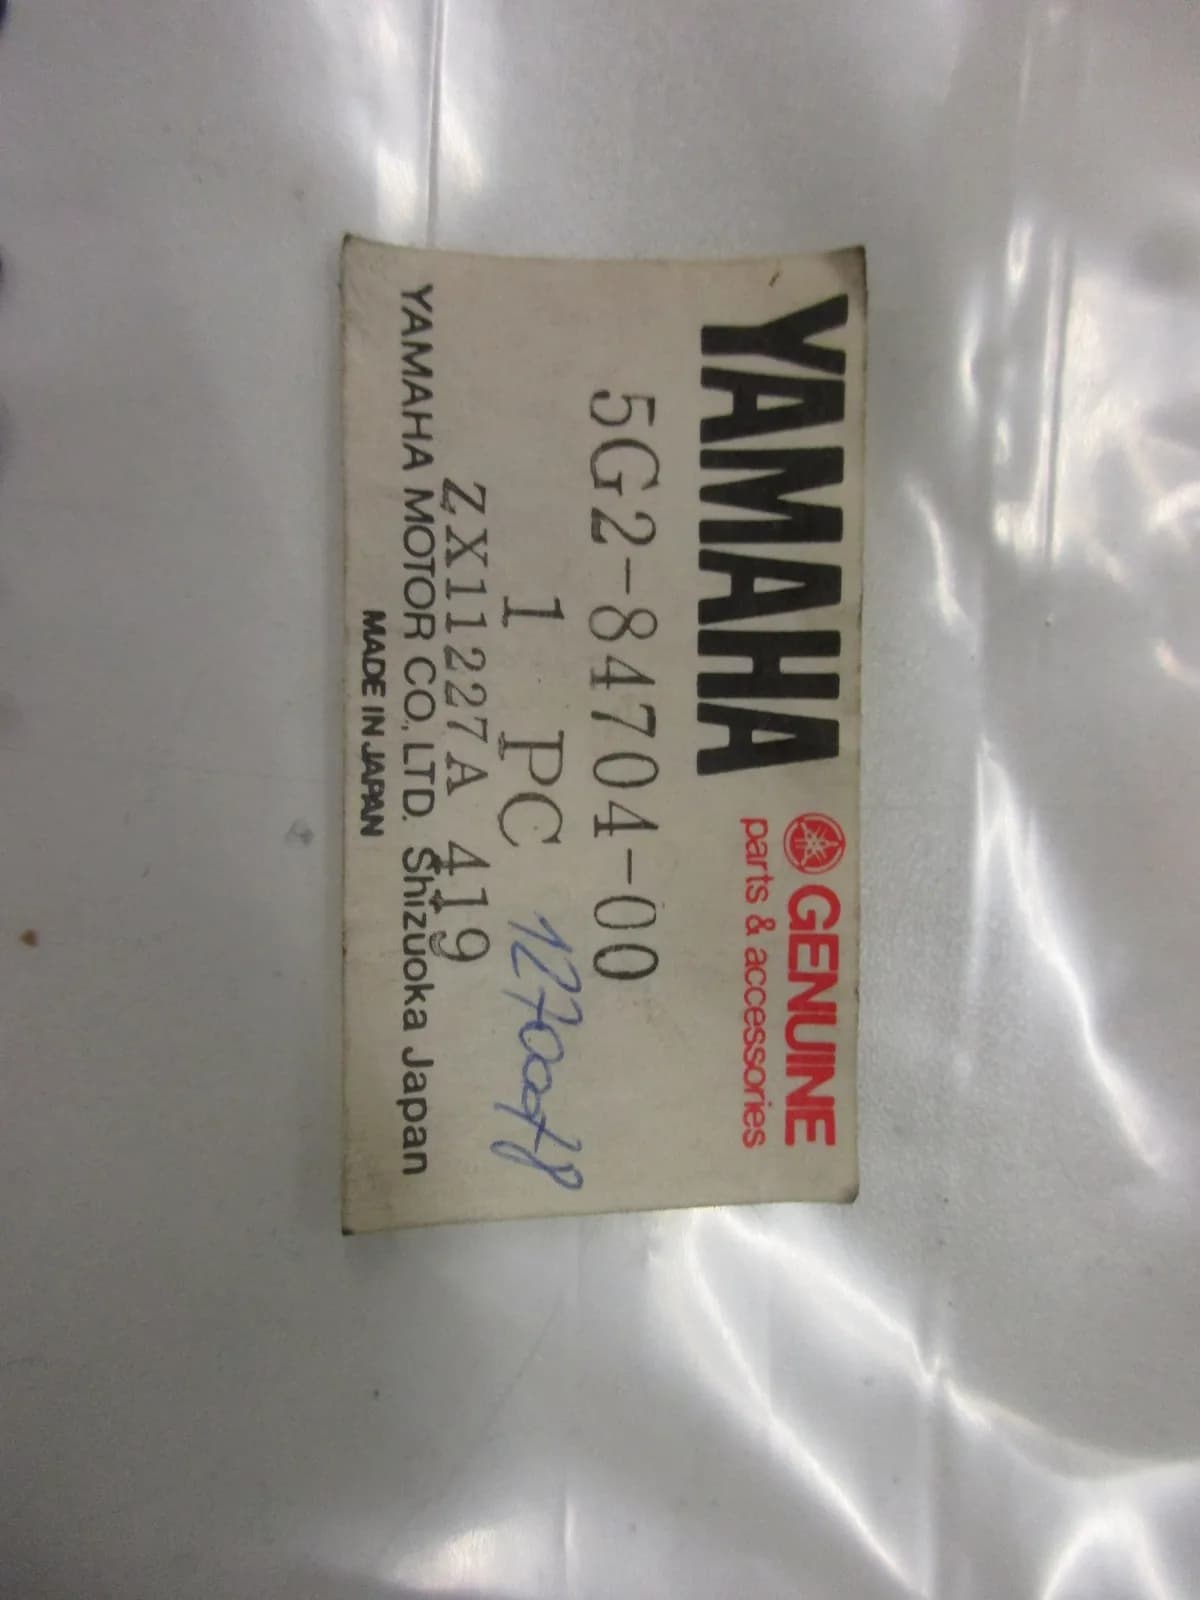 YAMAHA GENUINE
parts & accessories
5G2-84704-00
1 PC
ZX11227A 419
YAMAHA MOTOR CO., LTD. Shizuoka Japan
MADE IN JAPAN